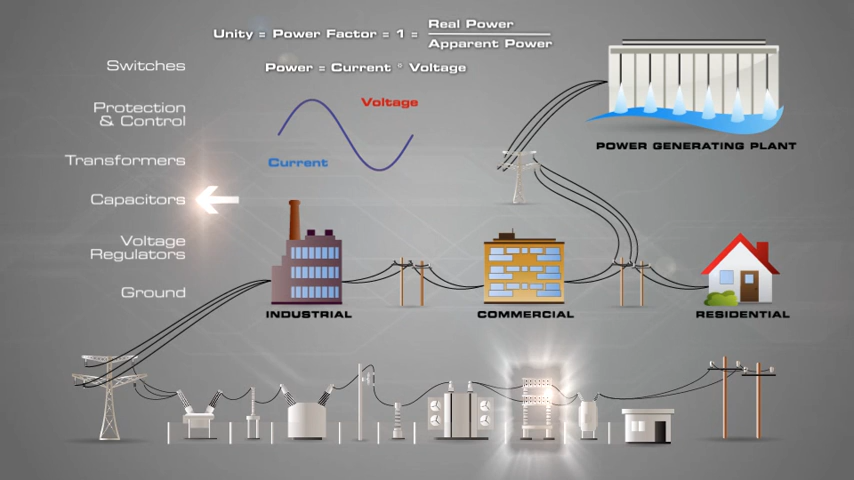 Unity = Power Factor = 1 = Real Power
Apparent Power
Power = Current * Voltage
Switches
Protection
& Control
Transformers
Capacitors
Voltage
Regulators
Ground
Voltage
Current
POWER GENERATING PLANT
INDUSTRIAL
COMMERCIAL
RESIDENTIAL